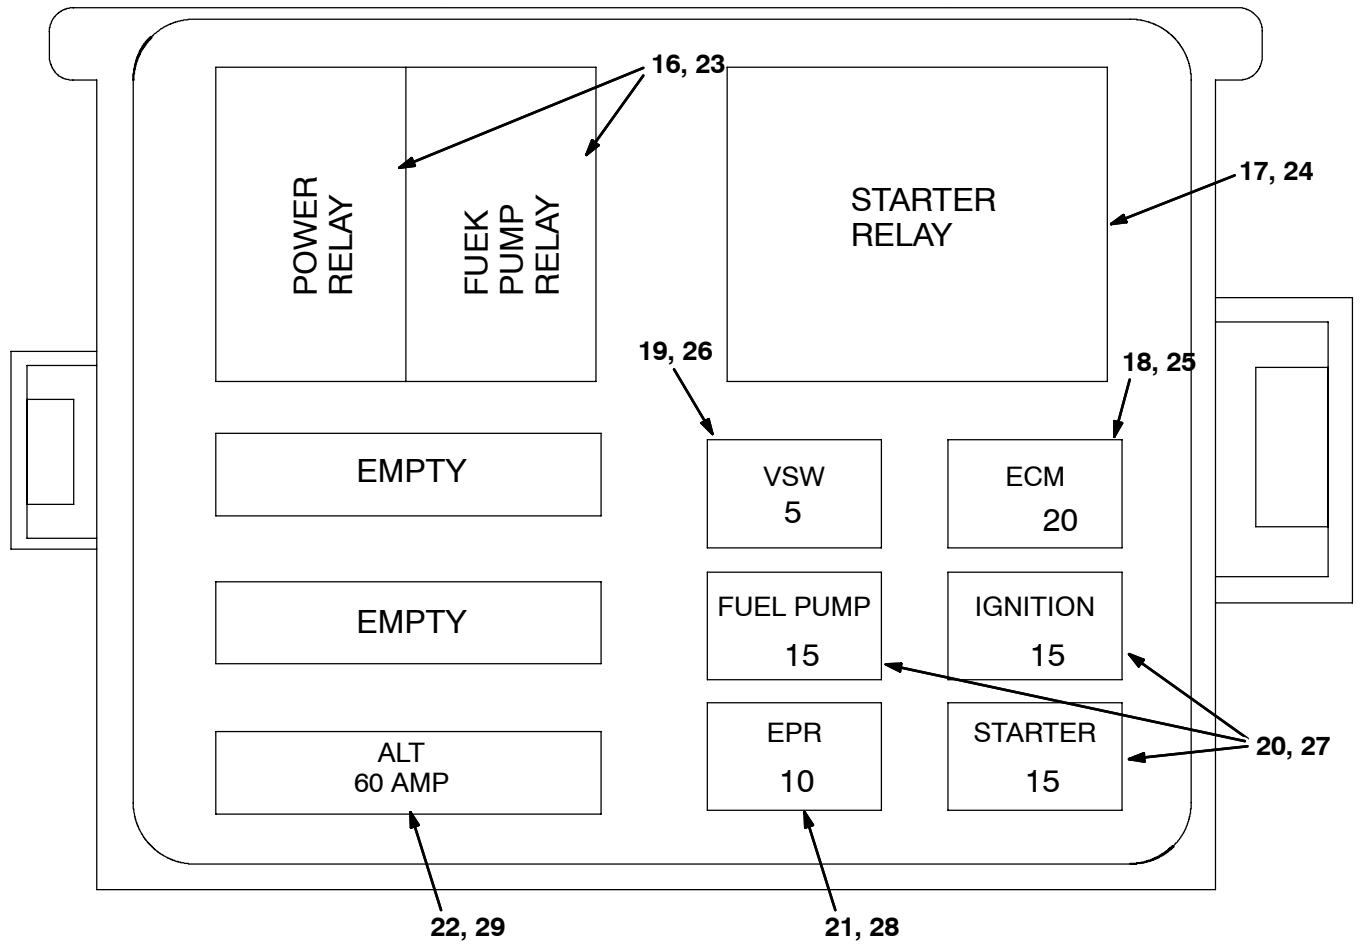 16, 23
17, 24
POWER
RELAY
FUEK
PUMP
RELAY
STARTER
RELAY
19, 26
18, 25
EMPTY
VSW
5
ECM
20
EMPTY
FUEL PUMP
15
IGNITION
15
ALT
60 AMP
EPR
10
STARTER
15
20, 27
22, 29
21, 28